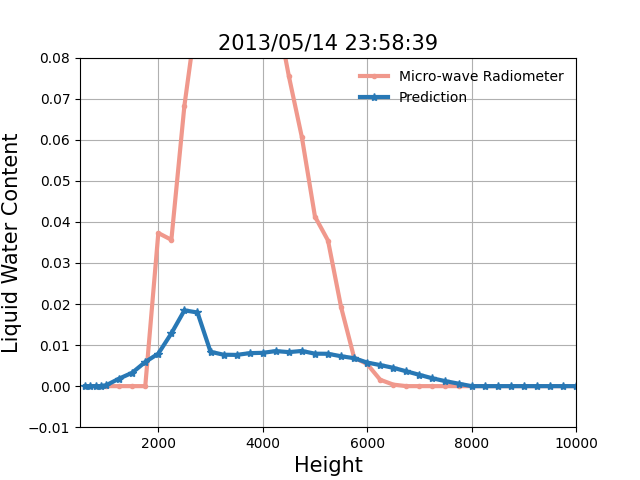 2013/05/14 23:58:39
Micro-wave Radiometer
Prediction
Liquid Water Content
0.08
0.07
0.06
0.05
0.04
0.03
0.02
0.01
0.00
−0.01
2000 4000 6000 8000 10000
Height